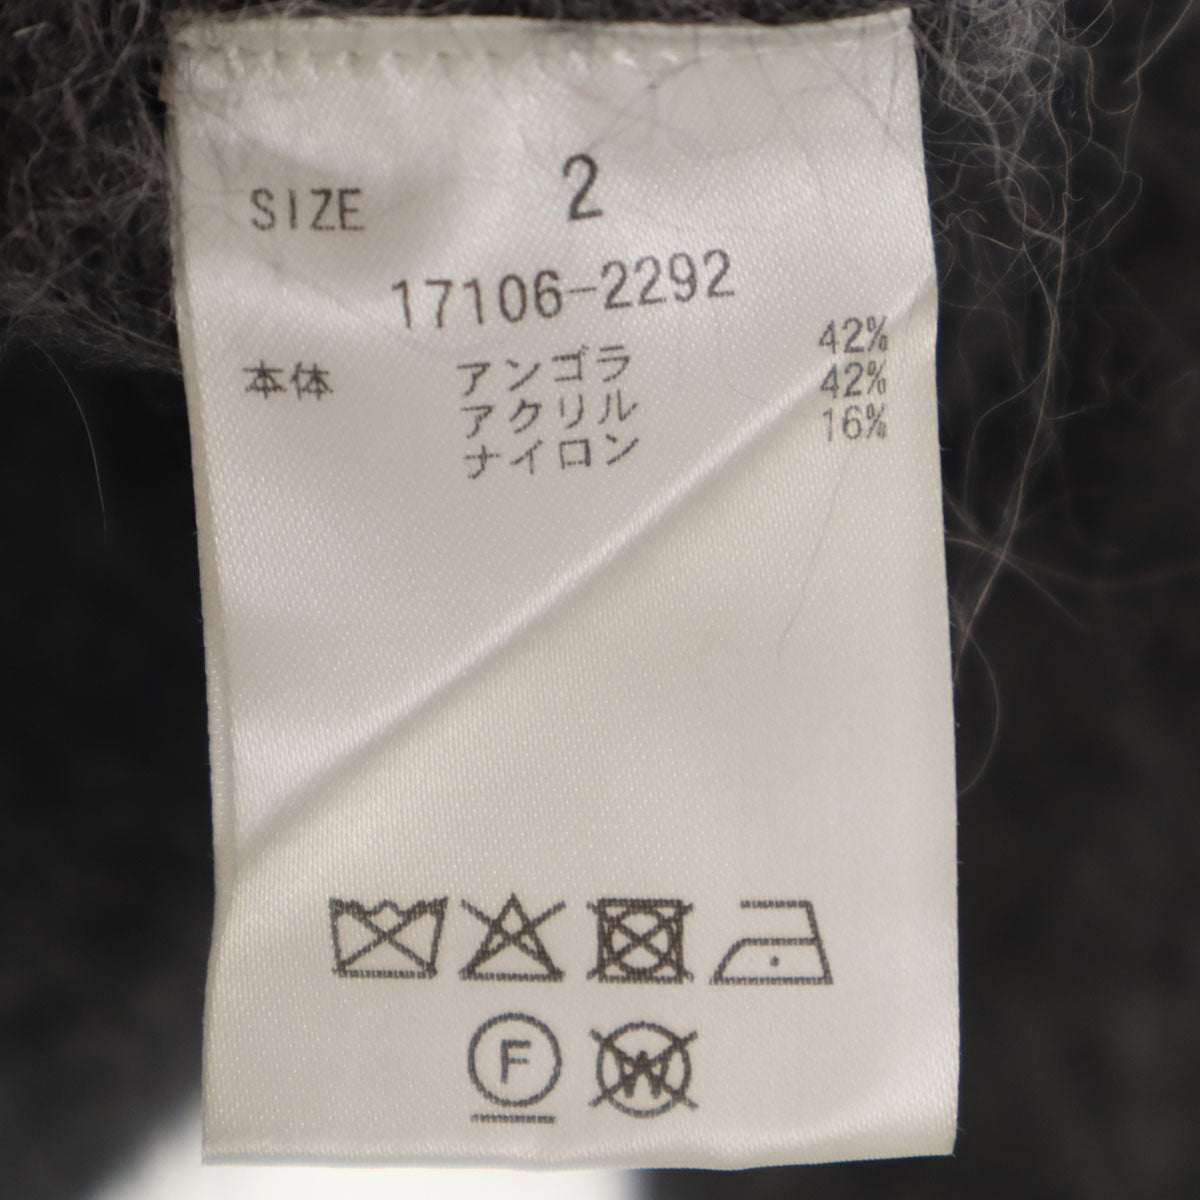 SIZE 2
17106-2292
本体 アンゴラ 42%
アクリル 42%
ナイロン 16%
F W